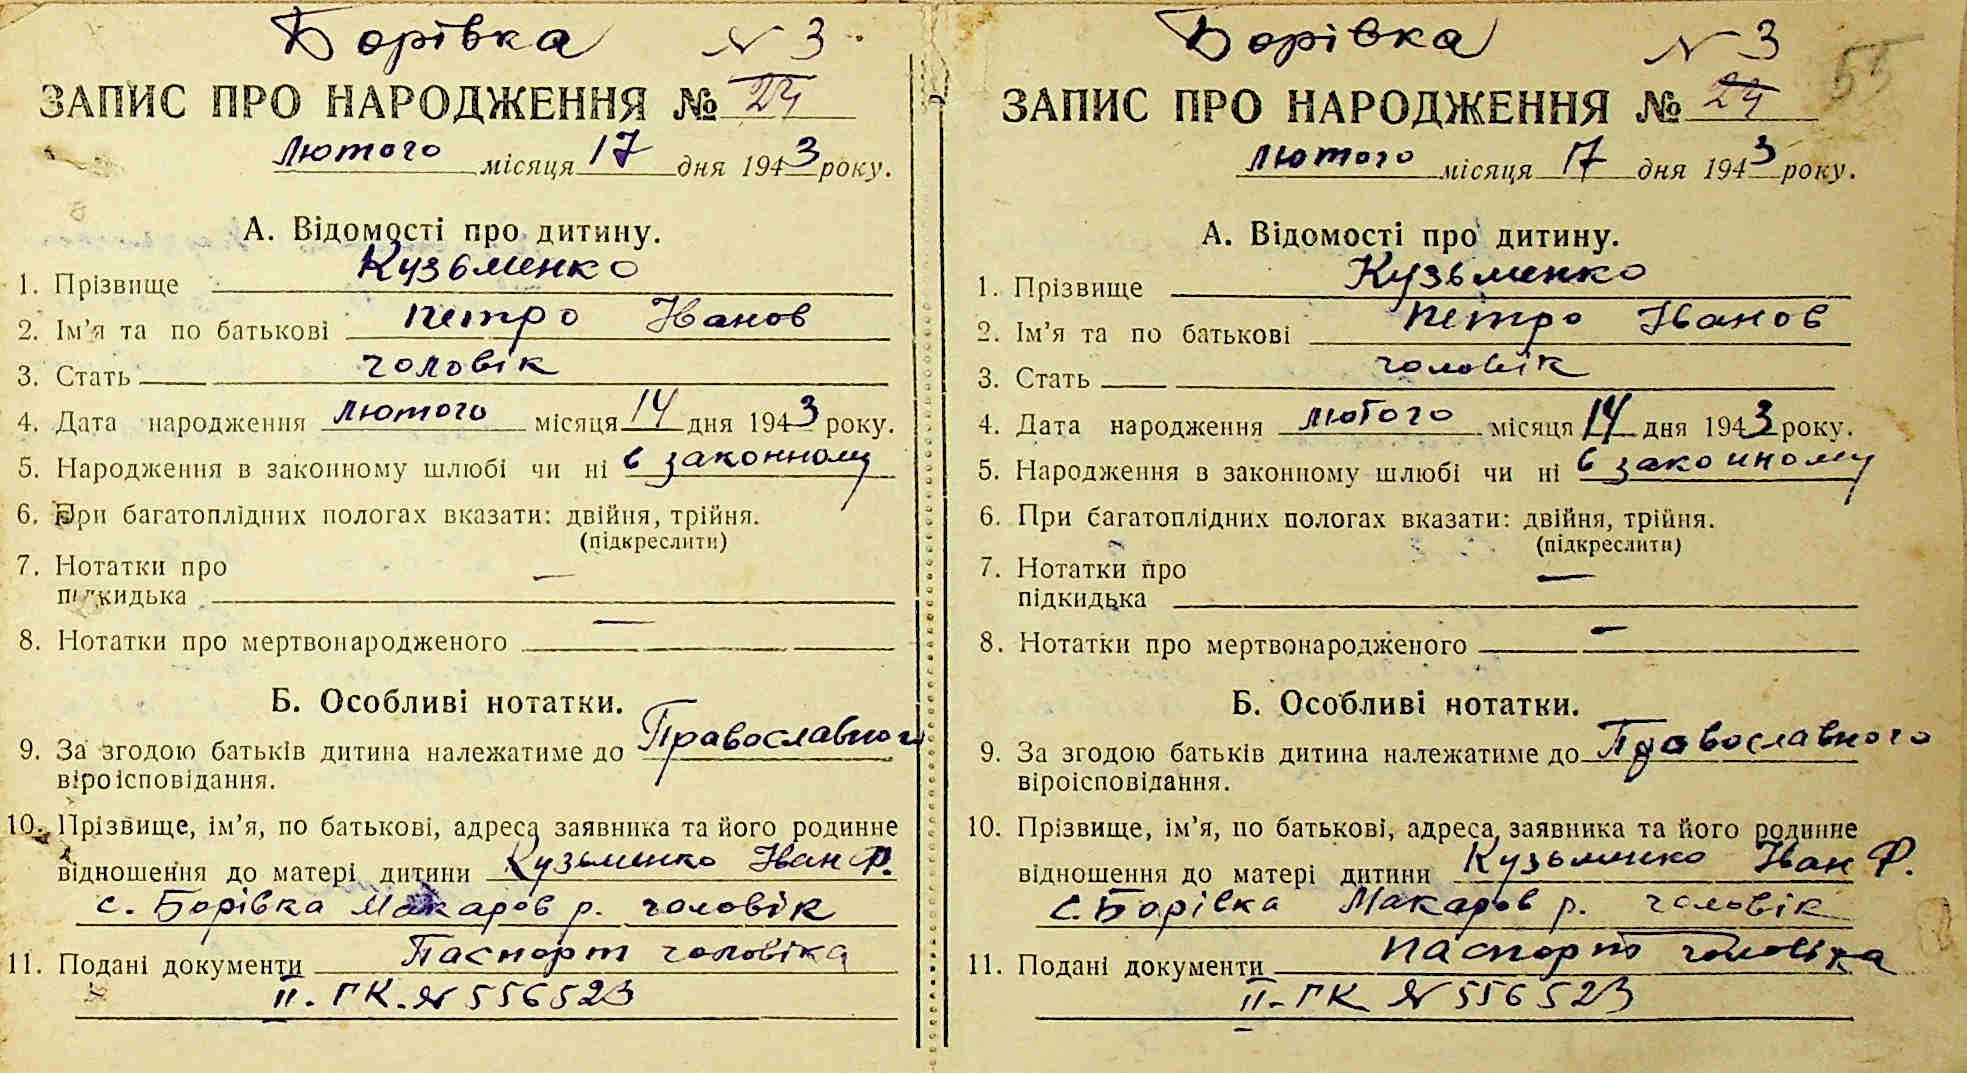 Борівка № 3
ЗАПИС ПРО НАРОДЖЕННЯ № 24
Лютого місяця 17 дня 1943 року.
А. Відомості про дитину.
1. Прізвище Кузьменко
2. Ім'я та по батькові Петро Іванов
3. Стать чоловік
4. Дата народження Лютого місяця 14 дня 1943 року.
5. Народження в законному шлюбі чи ні в законному
6. При багатоплідних пологах вказати: двійня, трійня.
(підкреслити)
7. Нотатки про —
підкидька
8. Нотатки про мертвонародженого —
Б. Особливі нотатки.
9. За згодою батьків дитина належатиме до Православного
віроісповідання.
10. Прізвище, ім'я, по батькові, адреса заявника та його родинне
відношення до матері дитини Кузьменко Іван Ф.
с. Борівка Макаров р. чоловік
11. Подані документи Паспорт чоловіка
II-ГК. № 556523
Борівка № 3
55
ЗАПИС ПРО НАРОДЖЕННЯ № 24
Лютого місяця 17 дня 1943 року.
А. Відомості про дитину.
1. Прізвище Кузьменко
2. Ім'я та по батькові Петро Іванов
3. Стать чоловік
4. Дата народження лютого місяця 14 дня 1943 року.
5. Народження в законному шлюбі чи ні в законному
6. При багатоплідних пологах вказати: двійня, трійня.
(підкреслити)
7. Нотатки про —
підкидька
8. Нотатки про мертвонародженого —
Б. Особливі нотатки.
9. За згодою батьків дитина належатиме до Православного
віроісповідання.
10. Прізвище, ім'я, по батькові, адреса заявника та його родинне
відношення до матері дитини Кузьменко Іван Ф.
с. Борівка Макаров р. чоловік
11. Подані документи паспорт чоловіка
II-ГК № 556523